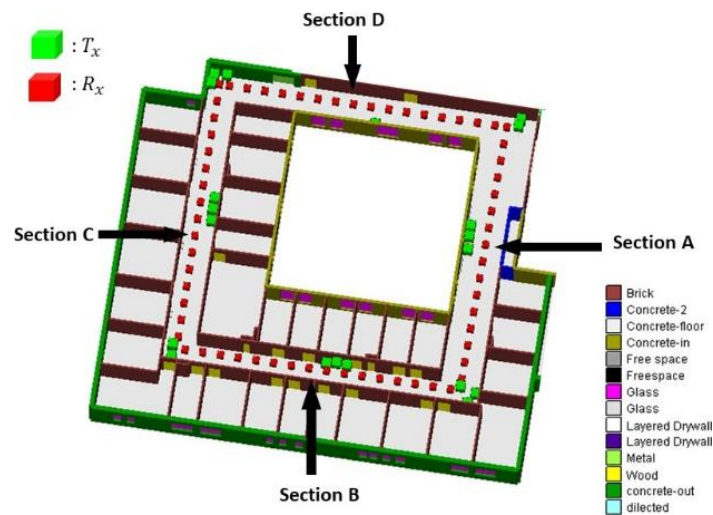 Section D
: Tx
: Rx
Section C
Section A
Section B
Brick
Concrete-2
Concrete-floor
Concrete-in
Free space
Freespace
Glass
Glass
Layered Drywall
Layered Drywall
Metal
Wood
concrete-out
dilected